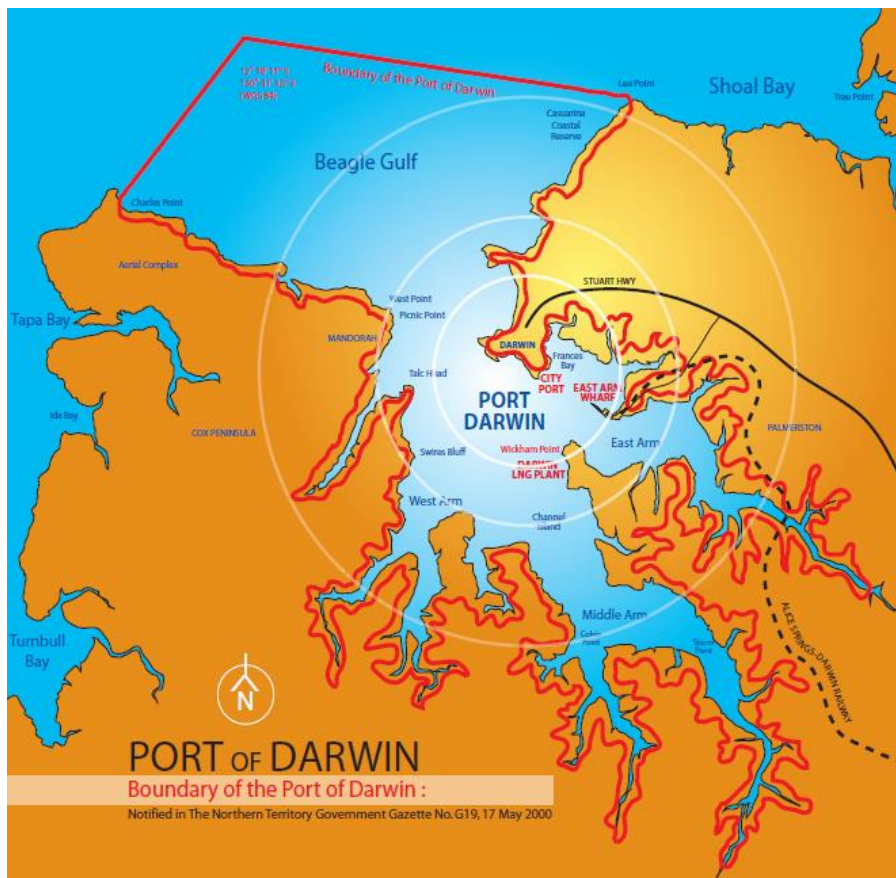 Boundary of the Port of Darwin
(WGS 84)
Lee Point
Shoal Bay
Tree Point
Casuarina
Coastal
Reserve
Beagle Gulf
Charles Point
Aerial Complex
STUART HWY
West Point
Picnic Point
Tapa Bay
MANDORAH
DARWIN
Frances
Bay
Talc Head
CITY
PORT
EAST ARM
WHARF
PORT
DARWIN
Ida Bay
COX PENINSULA
PALMERSTON
Swires Bluff
Wickham Point
DARWIN
LNG PLANT
East Arm
West Arm
Channel
Island
Middle Arm
Turnbull
Bay
ALICE SPRINGS-DARWIN RAILWAY
N
PORT OF DARWIN
Boundary of the Port of Darwin :
Notified in The Northern Territory Government Gazette No. G19, 17 May 2000